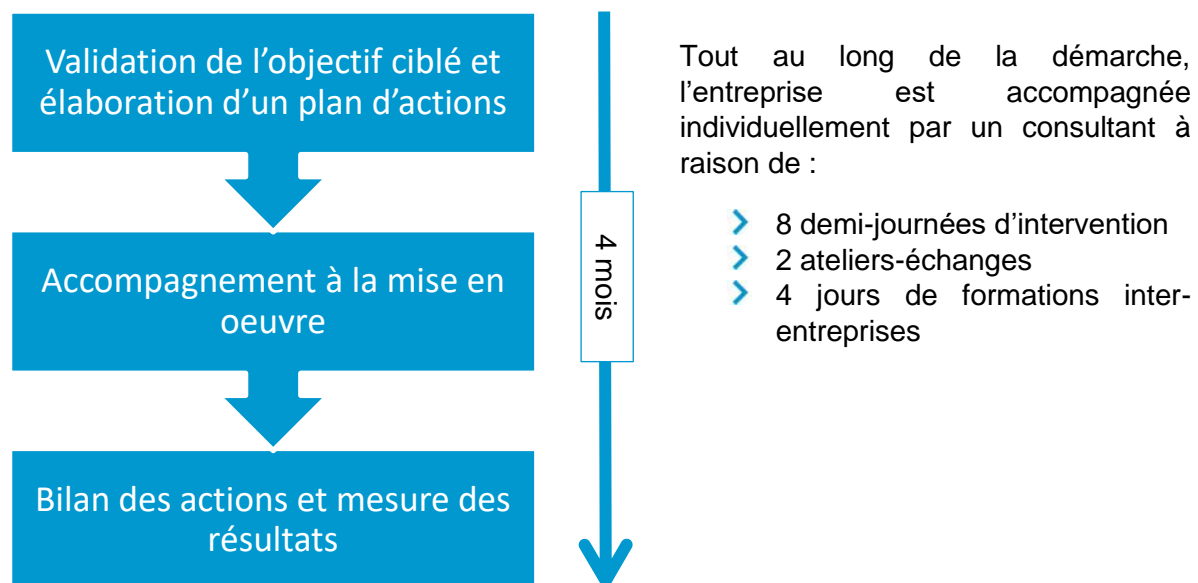 Validation de l'objectif ciblé et
élaboration d'un plan d'actions
Accompagnement à la mise en
oeuvre
Bilan des actions et mesure des
résultats
4 mois
Tout au long de la démarche,
l'entreprise est accompagnée
individuellement par un consultant à
raison de :
8 demi-journées d'intervention
2 ateliers-échanges
4 jours de formations inter-
entreprises